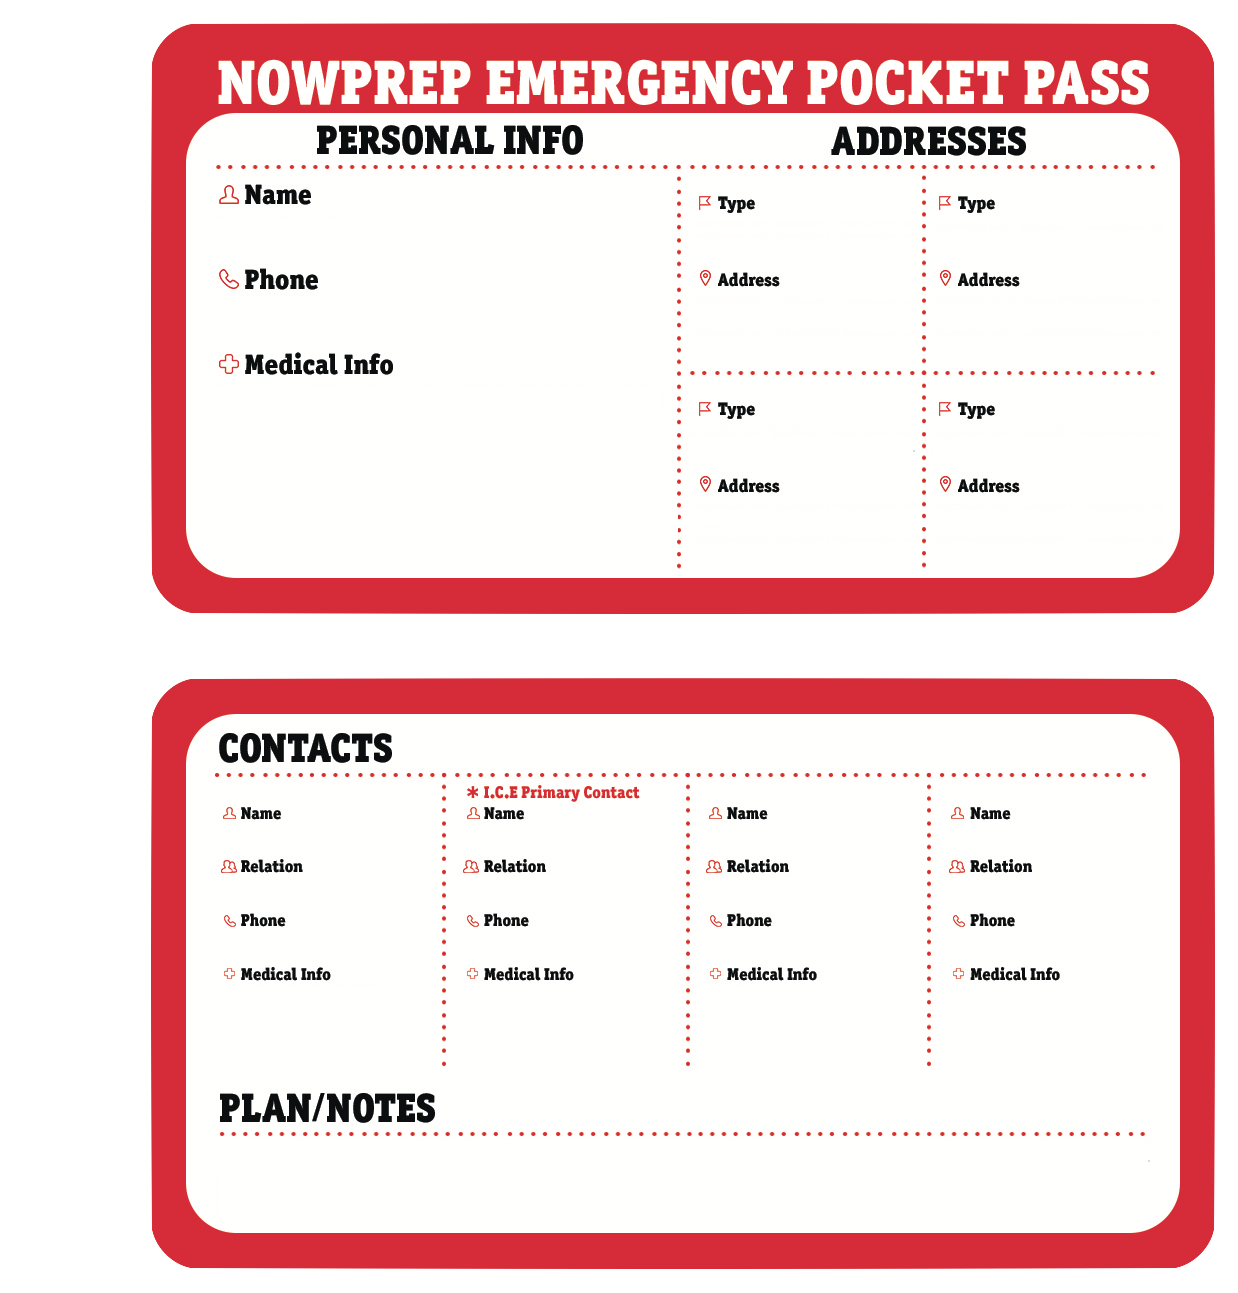 NOWPREP EMERGENCY POCKET PASS
PERSONAL INFO
Name
Phone
Medical Info
ADDRESSES
Type
Address
Type
Address
Type
Address
Type
Address
CONTACTS
Name
Relation
Phone
Medical Info
* I.C.E Primary Contact
Name
Relation
Phone
Medical Info
Name
Relation
Phone
Medical Info
Name
Relation
Phone
Medical Info
PLAN/NOTES